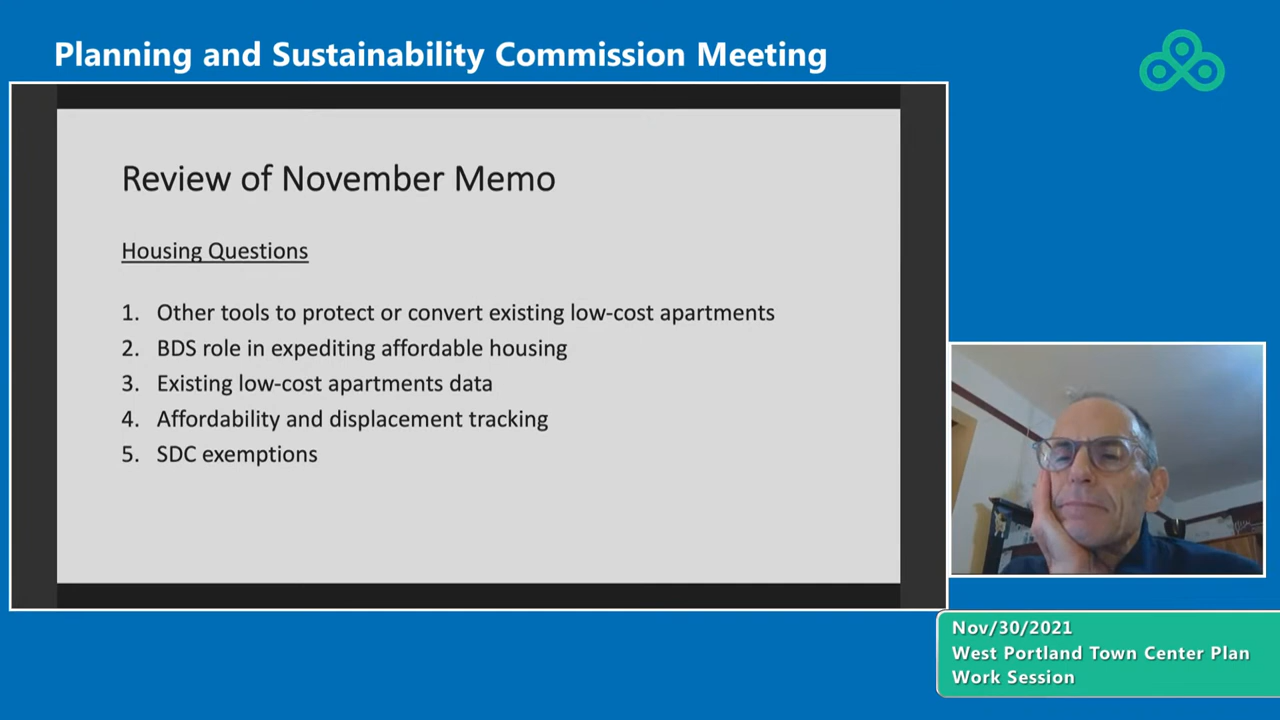 Planning and Sustainability Commission Meeting
Review of November Memo
Housing Questions
1. Other tools to protect or convert existing low-cost apartments
2. BDS role in expediting affordable housing
3. Existing low-cost apartments data
4. Affordability and displacement tracking
5. SDC exemptions
Nov/30/2021
West Portland Town Center Plan
Work Session